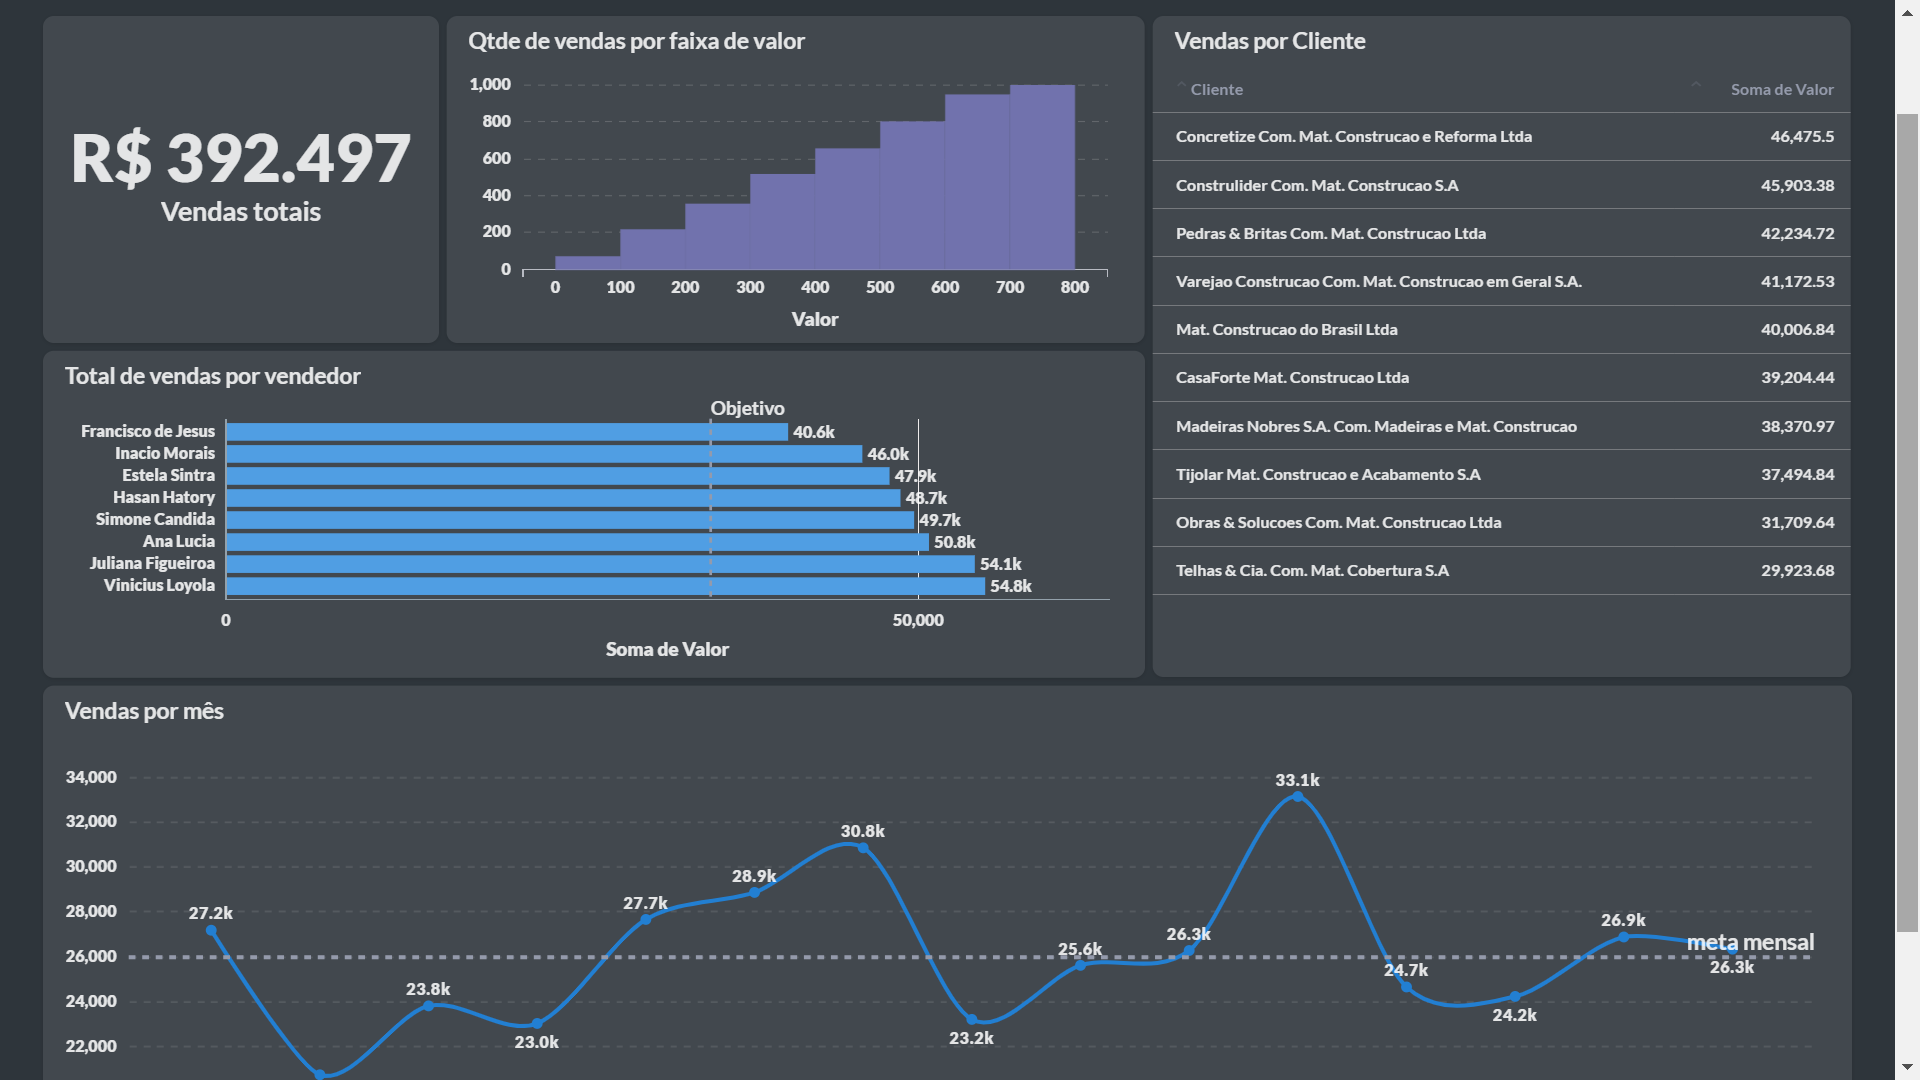 R$ 392.497
Vendas totais
Qtde de vendas por faixa de valor
1,000
800
600
400
200
0
0 100 200 300 400 500 600 700 800
Valor
Vendas por Cliente
Cliente Soma de Valor
Concretize Com. Mat. Construcao e Reforma Ltda 46,475.5
Construlider Com. Mat. Construcao S.A 45,903.38
Pedras & Britas Com. Mat. Construcao Ltda 42,234.72
Varejao Construcao Com. Mat. Construcao em Geral S.A. 41,172.53
Mat. Construcao do Brasil Ltda 40,006.84
CasaForte Mat. Construcao Ltda 39,204.44
Madeiras Nobres S.A. Com. Madeiras e Mat. Construcao 38,370.97
Tijolar Mat. Construcao e Acabamento S.A 37,494.84
Obras & Solucoes Com. Mat. Construcao Ltda 31,709.64
Telhas & Cia. Com. Mat. Cobertura S.A 29,923.68
Total de vendas por vendedor
Objetivo
Francisco de Jesus 40.6k
Inacio Morais 46.0k
Estela Sintra 47.9k
Hasan Hatory 48.7k
Simone Candida 49.7k
Ana Lucia 50.8k
Juliana Figueiroa 54.1k
Vinicius Loyola 54.8k
0 50,000
Soma de Valor
Vendas por mês
34,000
32,000
30,000
28,000
26,000
24,000
22,000
27.2k
23.8k
23.0k
27.7k
28.9k
30.8k
23.2k
25.6k
26.3k
33.1k
24.7k
24.2k
26.9k
meta mensal
26.3k